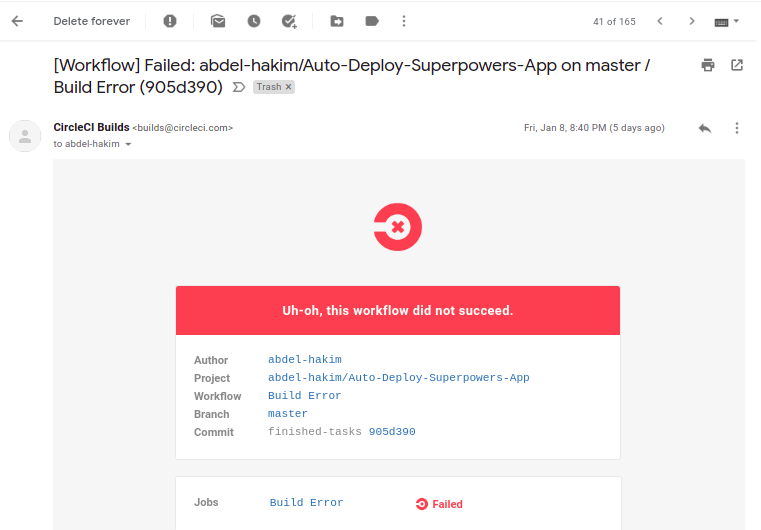 Delete forever
41 of 165
[Workflow] Failed: abdel-hakim/Auto-Deploy-Superpowers-App on master /
Build Error (905d390)
Trash ×
CircleCI Builds <builds@circleci.com>
Fri, Jan 8, 8:40 PM (5 days ago)
to abdel-hakim
Uh-oh, this workflow did not succeed.
Author abdel-hakim
Project abdel-hakim/Auto-Deploy-Superpowers-App
Workflow Build Error
Branch master
Commit finished-tasks 905d390
Jobs Build Error Failed